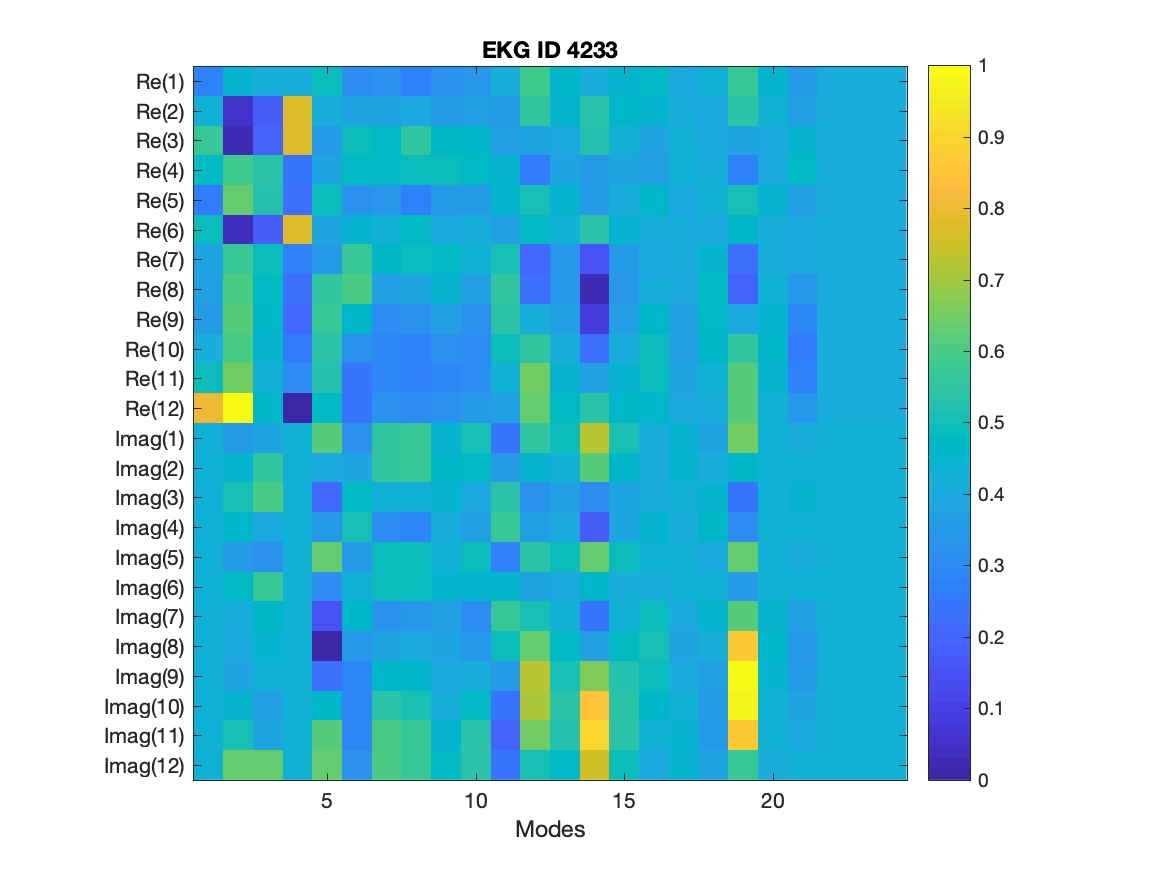 EKG ID 4233
Re(1)
Re(2)
Re(3)
Re(4)
Re(5)
Re(6)
Re(7)
Re(8)
Re(9)
Re(10)
Re(11)
Re(12)
Imag(1)
Imag(2)
Imag(3)
Imag(4)
Imag(5)
Imag(6)
Imag(7)
Imag(8)
Imag(9)
Imag(10)
Imag(11)
Imag(12)
5 10 15 20
Modes
1
0.9
0.8
0.7
0.6
0.5
0.4
0.3
0.2
0.1
0